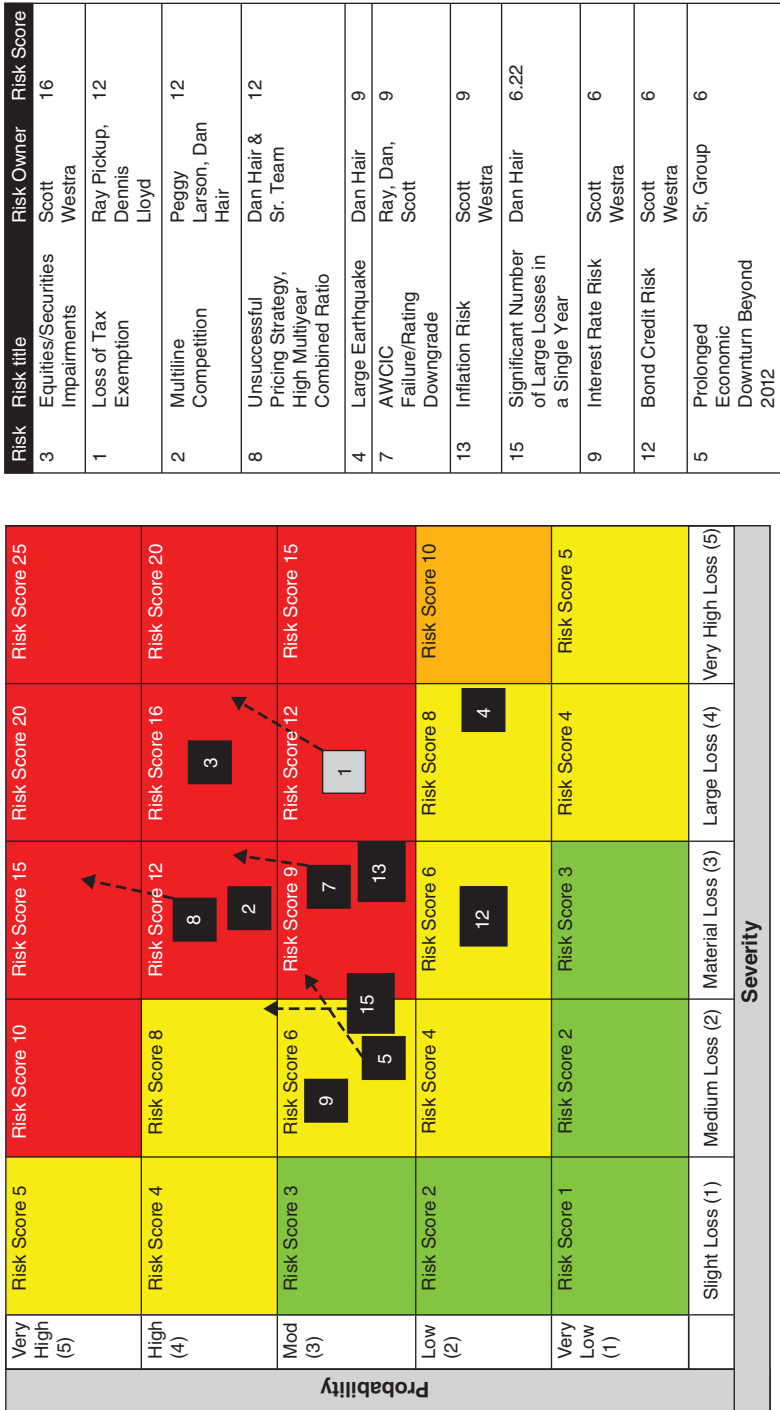 Probability
Very
High
(5)
Risk Score 5
Risk Score 10
Risk Score 15
Risk Score 20
Risk Score 25
High
(4)
Risk Score 4
Risk Score 8
Risk Score 12
Risk Score 16
Risk Score 20
8
2
3
Mod
(3)
Risk Score 3
Risk Score 6
Risk Score 9
Risk Score 12
Risk Score 15
9
5
15
7
13
1
Low
(2)
Risk Score 2
Risk Score 4
Risk Score 6
Risk Score 8
Risk Score 10
12
4
Very
Low
(1)
Risk Score 1
Risk Score 2
Risk Score 3
Risk Score 4
Risk Score 5
Slight Loss (1)
Medium Loss (2)
Material Loss (3)
Large Loss (4)
Very High Loss (5)
Severity
Risk Risk title Risk Owner Risk Score
3 Equities/Securities Scott 16
Impairments Westra
1 Loss of Tax Ray Pickup, 12
Exemption Dennis
Lloyd
2 Multiline Peggy 12
Competition Larson, Dan
Hair
8 Unsuccessful Dan Hair & 12
Pricing Strategy, Sr. Team
High Multiyear
Combined Ratio
4 Large Earthquake Dan Hair 9
7 AWCIC Ray, Dan, 9
Failure/Rating Scott
Downgrade
13 Inflation Risk Scott 9
Westra
15 Significant Number Dan Hair 6.22
of Large Losses in
a Single Year
9 Interest Rate Risk Scott 6
Westra
12 Bond Credit Risk Scott 6
Westra
5 Prolonged Sr, Group 6
Economic
Downturn Beyond
2012